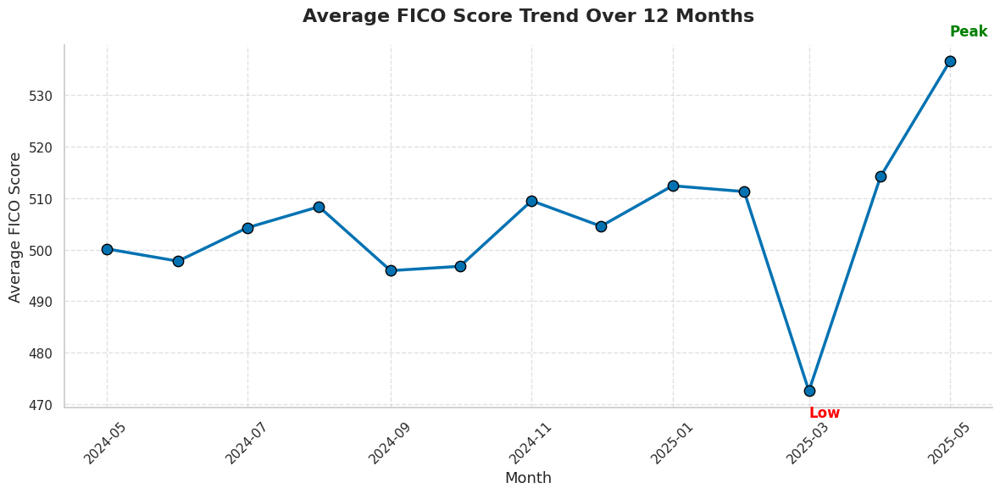 Average FICO Score Trend Over 12 Months
Peak
530
520
510
500
490
480
470
Average FICO Score
Low
2024-05
2024-07
2024-09
2024-11
2025-01
2025-03
2025-05
Month